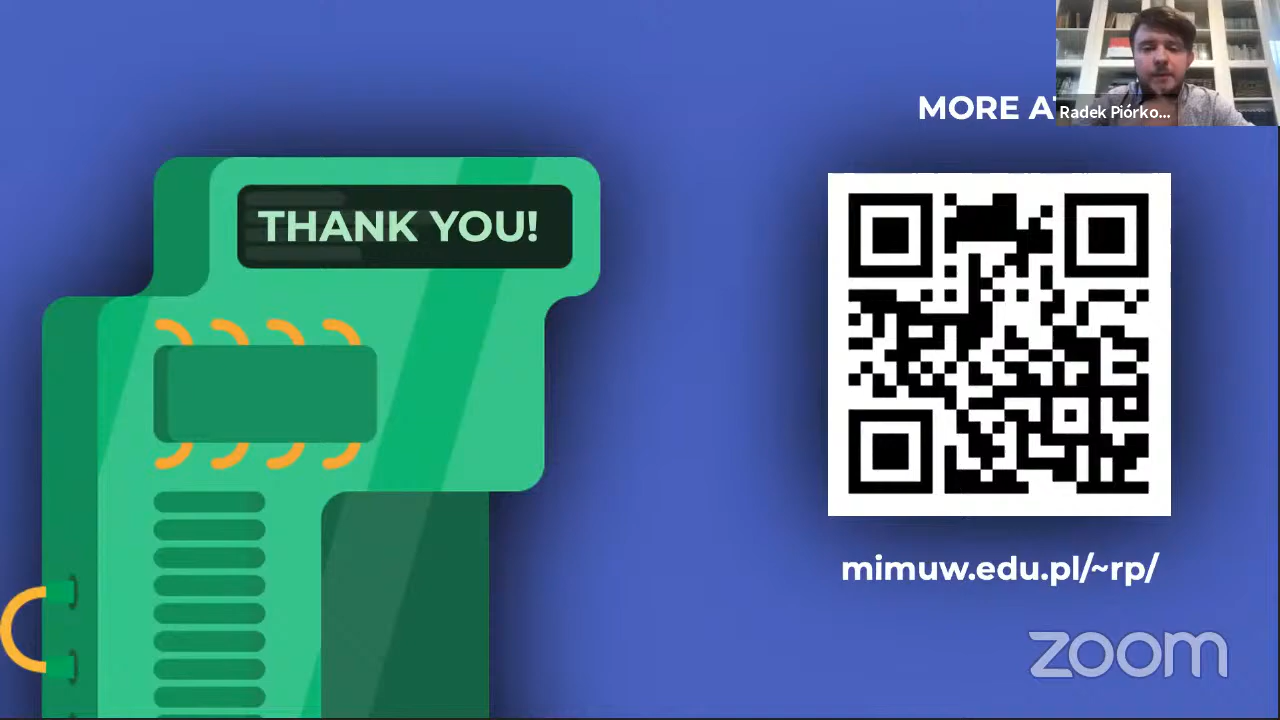 MORE A
Radek Piórko...
THANK YOU!
mimuw.edu.pl/~rp/
zoom